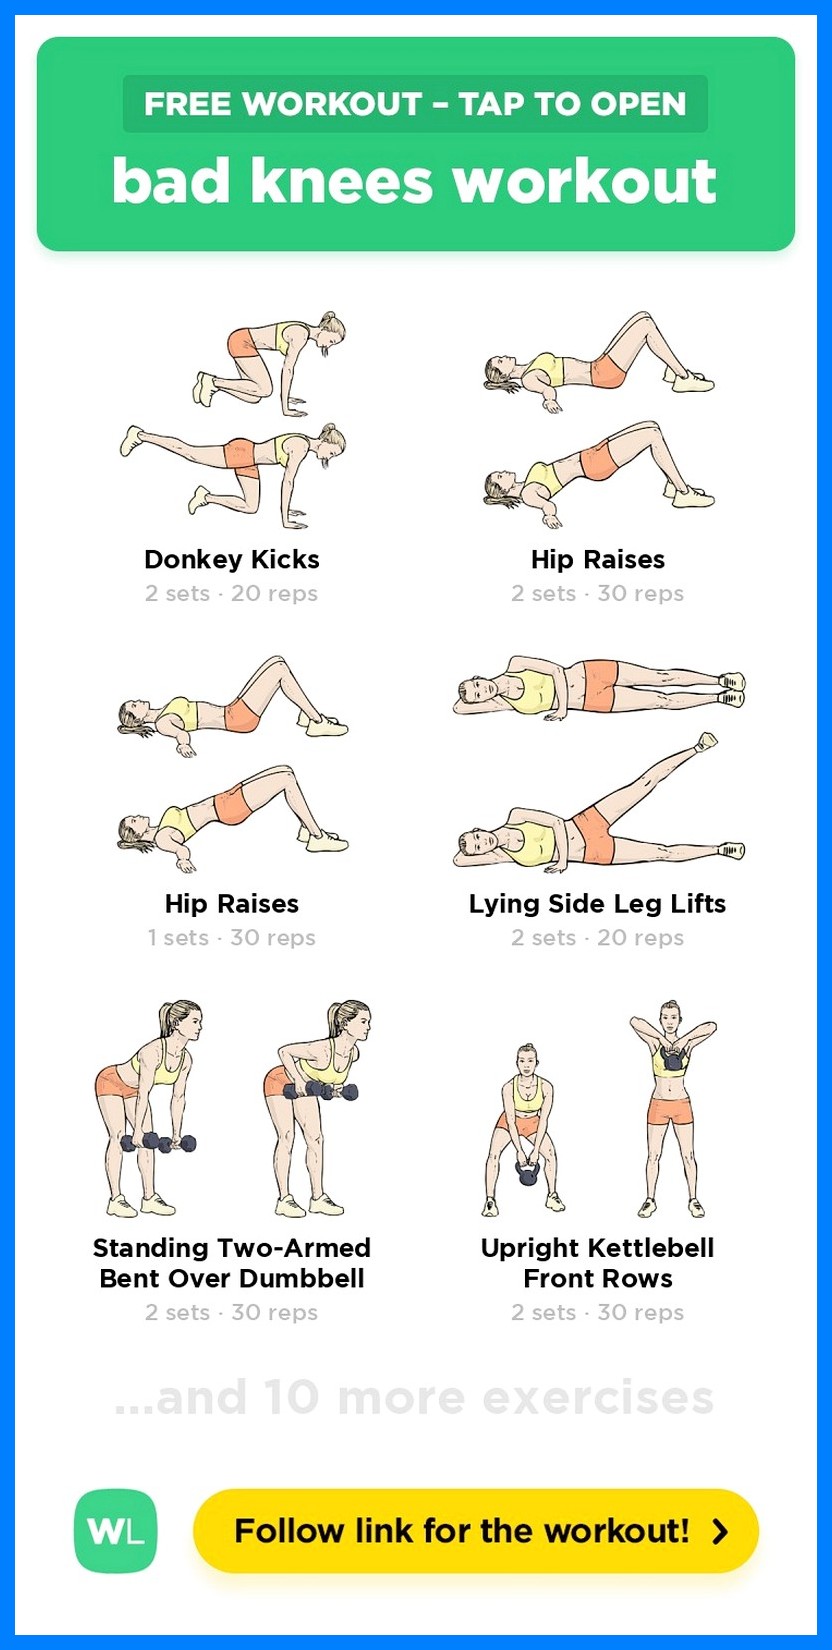 FREE WORKOUT – TAP TO OPEN
bad knees workout
Donkey Kicks
2 sets · 20 reps
Hip Raises
2 sets · 30 reps
Hip Raises
1 sets · 30 reps
Lying Side Leg Lifts
2 sets · 20 reps
Standing Two-Armed
Bent Over Dumbbell
2 sets · 30 reps
Upright Kettlebell
Front Rows
2 sets · 30 reps
...and 10 more exercises
WL
Follow link for the workout!